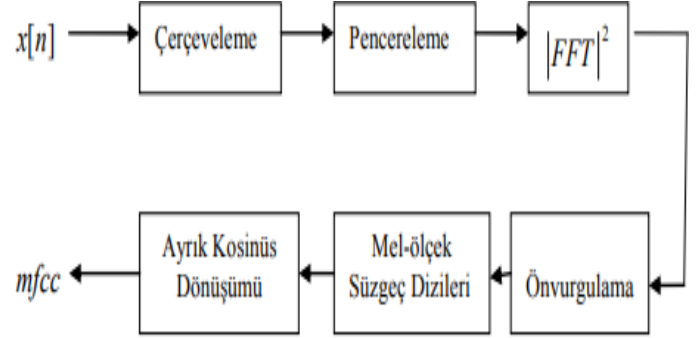 x[n]
Çerçeveleme
Pencereleme
|FFT|²
Önvurgulama
Mel-ölçek
Süzgeç Dizileri
Ayrık Kosinüs
Dönüşümü
mfcc